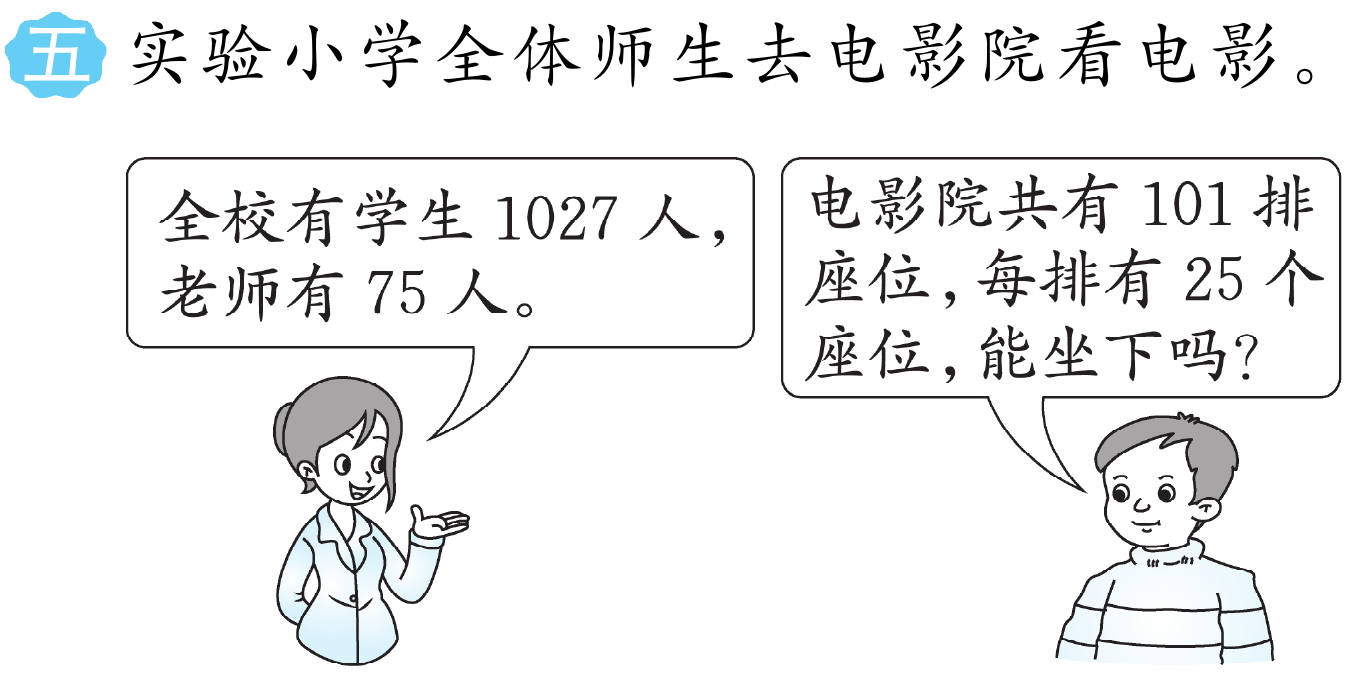 五 实验小学全体师生去电影院看电影。
全校有学生 1027 人，
老师有 75 人。
电影院共有 101 排
座位，每排有 25 个
座位，能坐下吗？